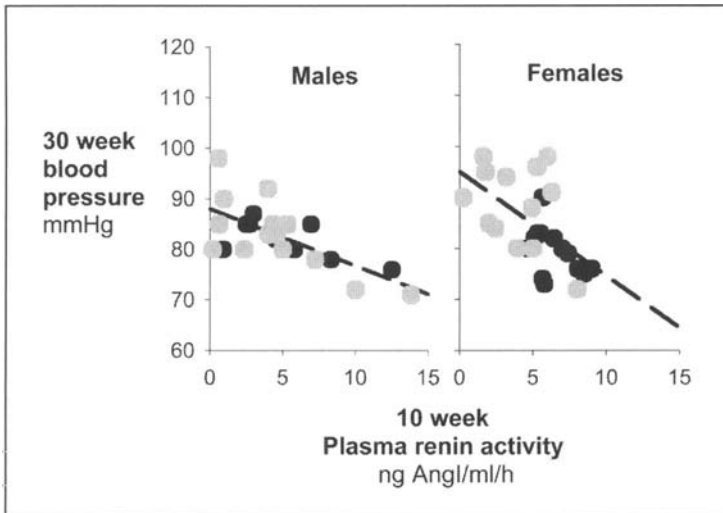 120
110
100
90
80
70
60
30 week
blood
pressure
mmHg
Males
Females
0
5
10
15
0
5
10
15
10 week
Plasma renin activity
ng AngI/ml/h